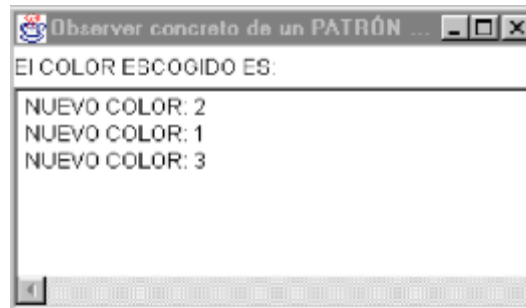 Observer concreto de un PATRÓN ...
El COLOR ESCOGIDO ES:
NUEVO COLOR: 2
NUEVO COLOR: 1
NUEVO COLOR: 3